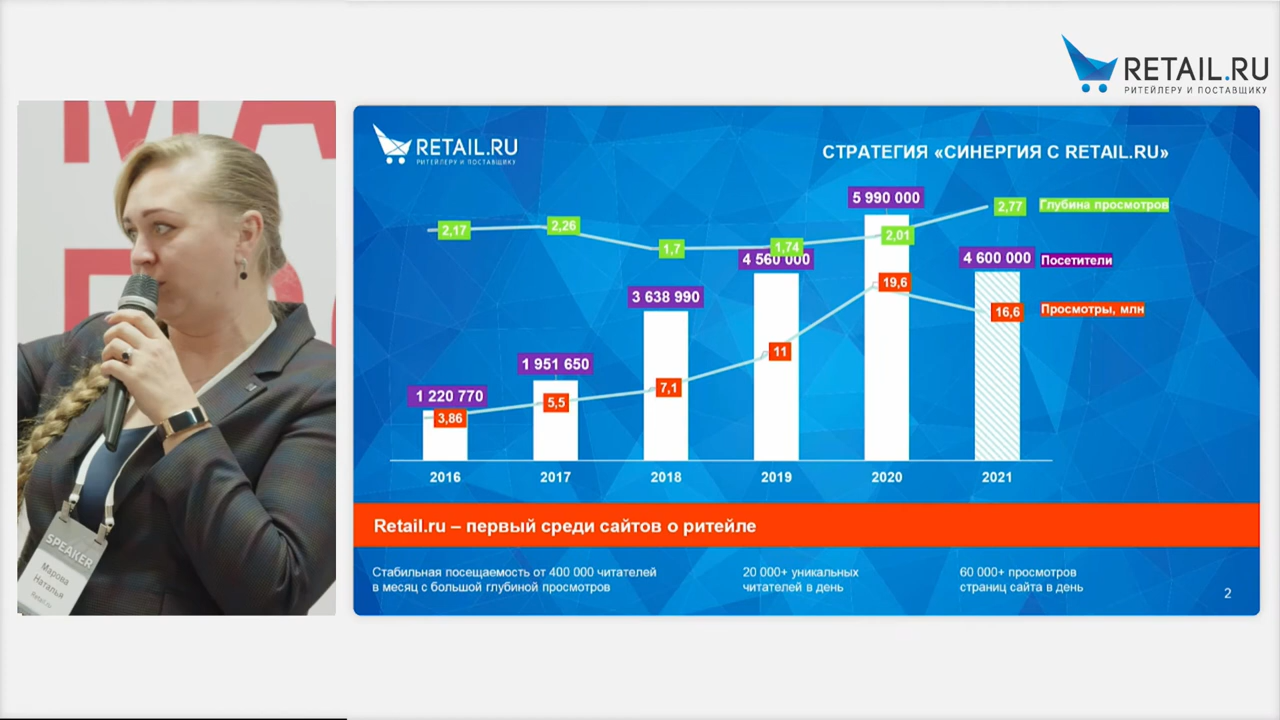 RETAIL.RU
РИТЕЙЛЕРУ И ПОСТАВЩИКУ
МА
SPEAKER
Марова
Наталья
Retail.ru
RETAIL.RU
РИТЕЙЛЕРУ И ПОСТАВЩИКУ
СТРАТЕГИЯ «СИНЕРГИЯ С RETAIL.RU»
5 990 000
2,17
2,26
1,7
1,74
2,01
2,77
Глубина просмотров
1 220 770
1 951 650
3 638 990
4 560 000
4 600 000
Посетители
3,86
5,5
7,1
11
19,6
16,6
Просмотры, млн
2016
2017
2018
2019
2020
2021
Retail.ru – первый среди сайтов о ритейле
Стабильная посещаемость от 400 000 читателей
в месяц с большой глубиной просмотров
20 000+ уникальных
читателей в день
60 000+ просмотров
страниц сайта в день
2